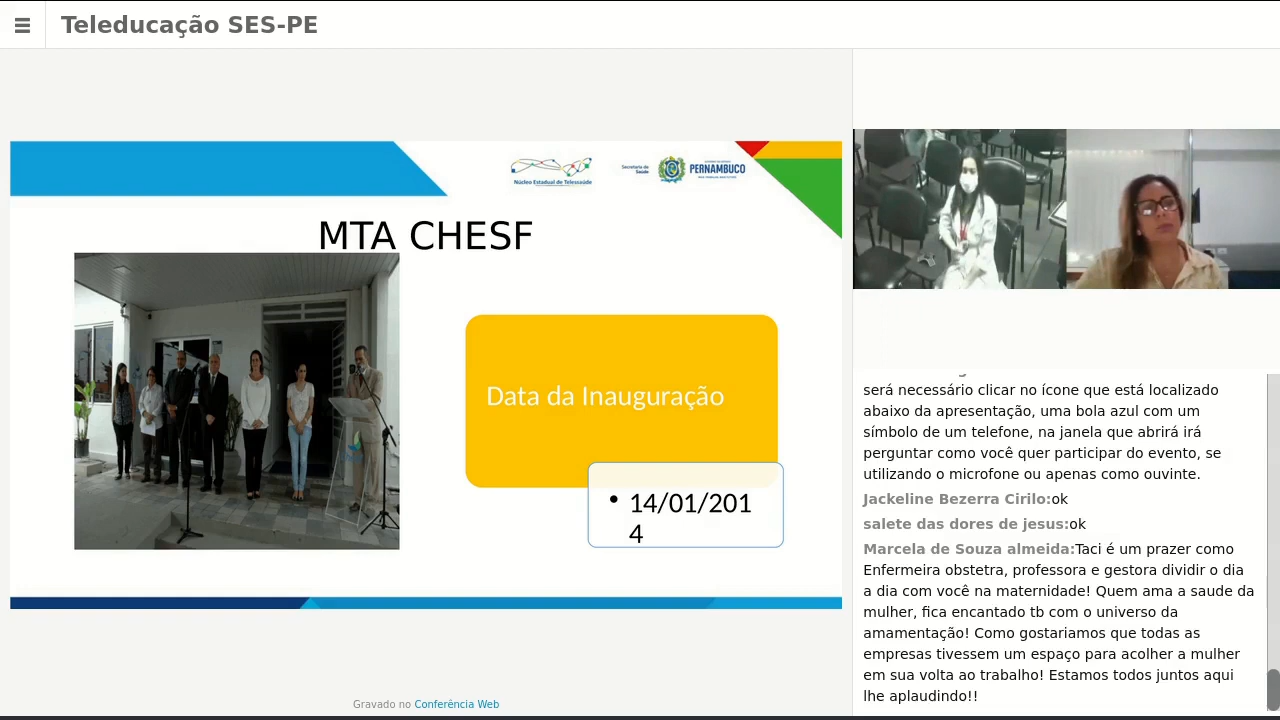 Teleducação SES-PE
Núcleo Estadual de Telessaúde
Secretaria de
Saúde
PERNAMBUCO
MTA CHESF
Data da Inauguração
• 14/01/201
4
será necessário clicar no ícone que está localizado
abaixo da apresentação, uma bola azul com um
símbolo de um telefone, na janela que abrirá irá
perguntar como você quer participar do evento, se
utilizando o microfone ou apenas como ouvinte.
Jackeline Bezerra Cirilo:ok
salete das dores de jesus:ok
Marcela de Souza almeida:Taci é um prazer como
Enfermeira obstetra, professora e gestora dividir o dia
a dia com você na maternidade! Quem ama a saude da
mulher, fica encantado tb com o universo da
amamentação! Como gostariamos que todas as
empresas tivessem um espaço para acolher a mulher
em sua volta ao trabalho! Estamos todos juntos aqui
lhe aplaudindo!!
Gravado no Conferência Web